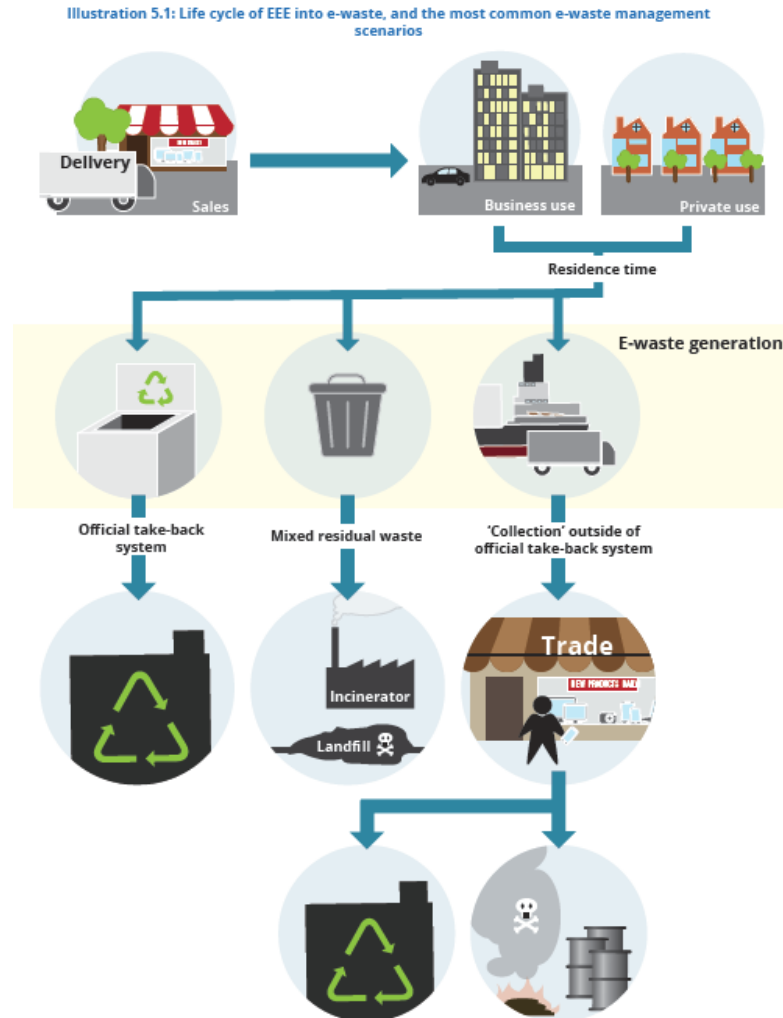 Illustration 5.1: Life cycle of EEE into e-waste, and the most common e-waste management
scenarios
Delivery
Sales
Business use
Private use
Residence time
E-waste generation
Official take-back
system
Mixed residual waste
‘Collection’ outside of
official take-back system
Incinerator
Landfill
Trade